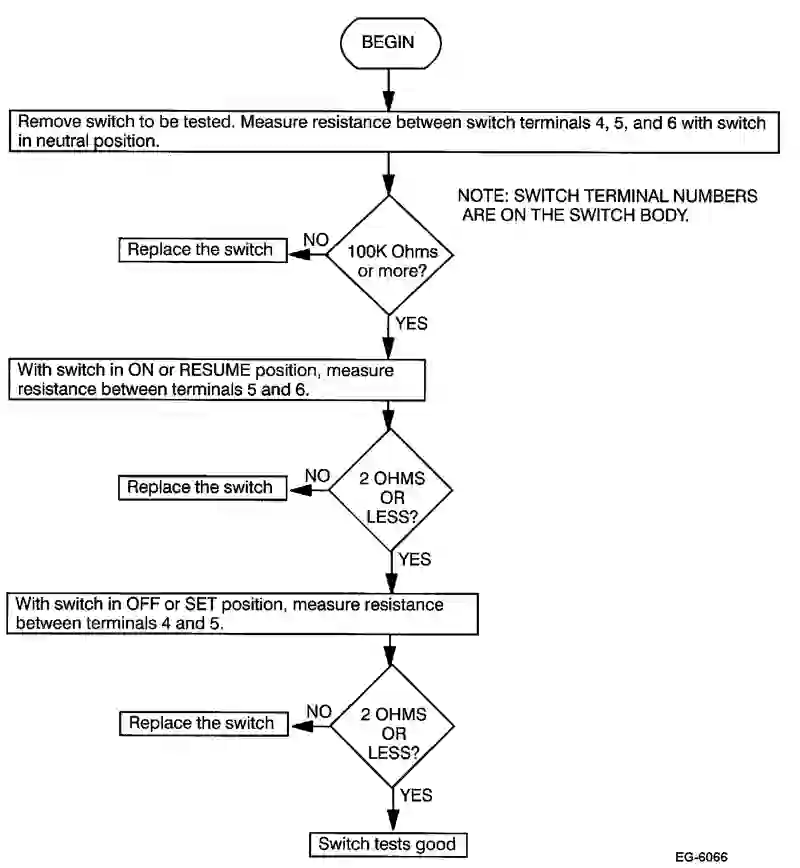 BEGIN
Remove switch to be tested. Measure resistance between switch terminals 4, 5, and 6 with switch
in neutral position.
NOTE: SWITCH TERMINAL NUMBERS
ARE ON THE SWITCH BODY.
NO
Replace the switch
100K Ohms
or more?
YES
With switch in ON or RESUME position, measure
resistance between terminals 5 and 6.
NO
Replace the switch
2 OHMS
OR
LESS?
YES
With switch in OFF or SET position, measure resistance
between terminals 4 and 5.
NO
Replace the switch
2 OHMS
OR
LESS?
YES
Switch tests good
EG-6066